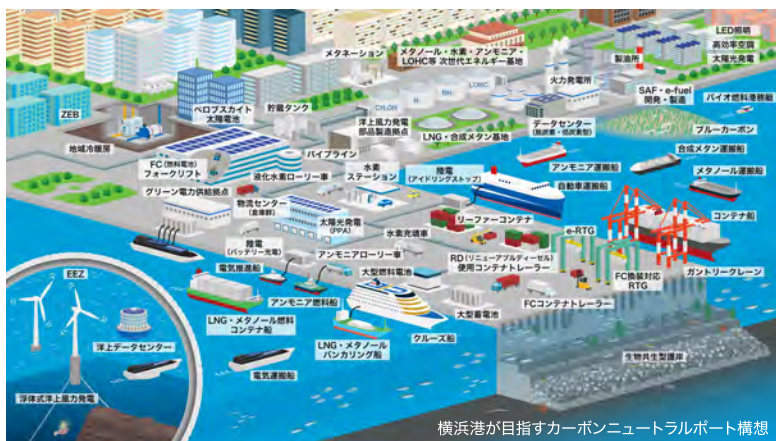 メタネーション
メタノール・水素・アンモニア・
LOHC等 次世代エネルギー基地
LED照明
高効率空調
太陽光発電
製油所
火力発電所
SAF・e-fuel
開発・製造
バイオ燃料港務艇
ZEB
ペロブスカイト
太陽電池
貯蔵タンク
CH₃OH
H
NH₃
LOHC
洋上風力発電
部品製造拠点
データセンター
(脱炭素・低炭素型)
ブルーカーボン
地域冷暖房
LNG・合成メタン基地
合成メタン運搬船
パイプライン
FC(燃料電池)
フォークリフト
液化水素ローリー車
水素
ステーション
陸電
(アイドリングストップ)
アンモニア運搬船
メタノール運搬船
自動車運搬船
グリーン電力供給拠点
物流センター
(倉庫群)
太陽光発電
(PPA)
リーファーコンテナ
コンテナ船
水素充填車
e-RTG
陸電
(バッテリー充電)
アンモニアローリー車
RD(リニューアブルディーゼル)
使用コンテナトレーラー
ガントリークレーン
電気推進船
大型燃料電池
FC換装対応
RTG
EEZ
アンモニア燃料船
FCコンテナトレーラー
LNG・メタノール燃料
コンテナ船
大型蓄電池
LNG・メタノール
バンカリング船
クルーズ船
洋上データセンター
電気運搬船
生物共生型護岸
浮体式洋上風力発電
横浜港が目指すカーボンニュートラルポート構想